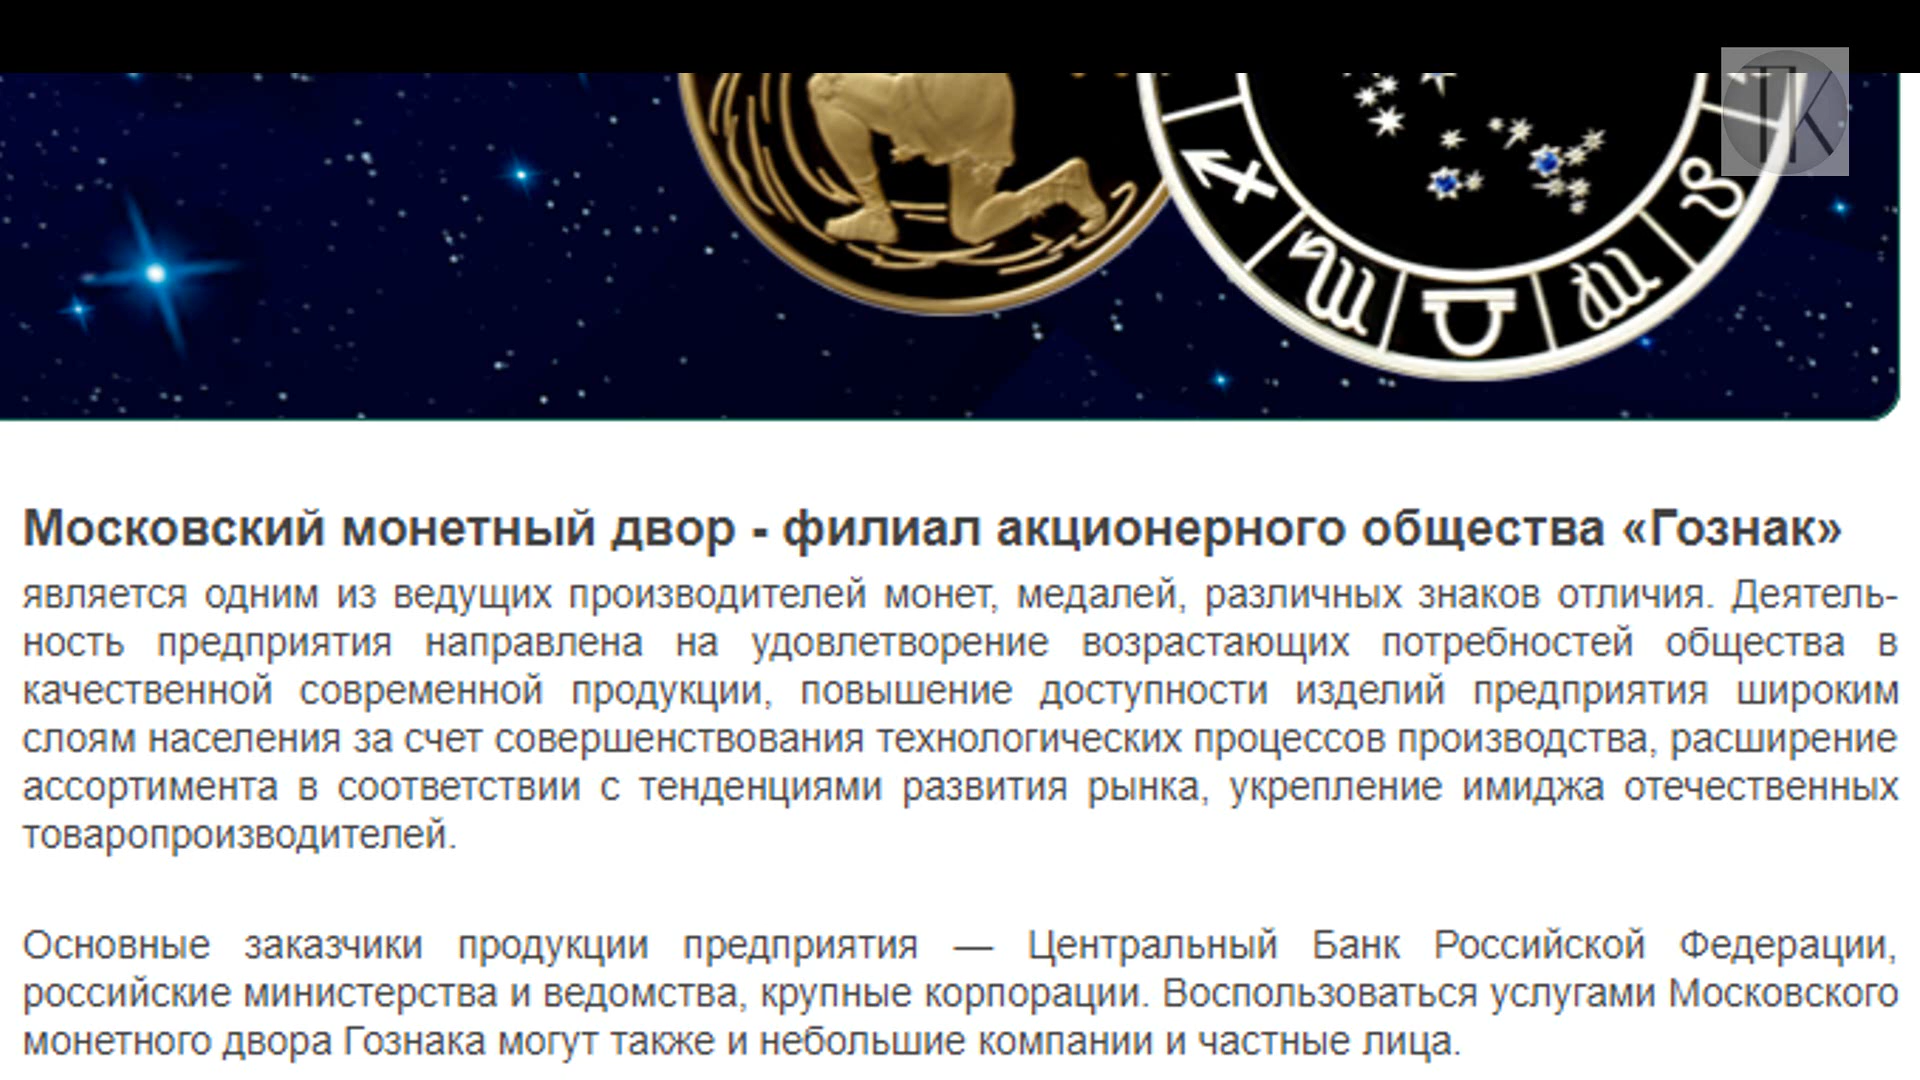 ТК
Московский монетный двор - филиал акционерного общества «Гознак»
является одним из ведущих производителей монет, медалей, различных знаков отличия. Деятель-
ность предприятия направлена на удовлетворение возрастающих потребностей общества в
качественной современной продукции, повышение доступности изделий предприятия широким
слоям населения за счет совершенствования технологических процессов производства, расширение
ассортимента в соответствии с тенденциями развития рынка, укрепление имиджа отечественных
товаропроизводителей.
Основные заказчики продукции предприятия — Центральный Банк Российской Федерации,
российские министерства и ведомства, крупные корпорации. Воспользоваться услугами Московского
монетного двора Гознака могут также и небольшие компании и частные лица.